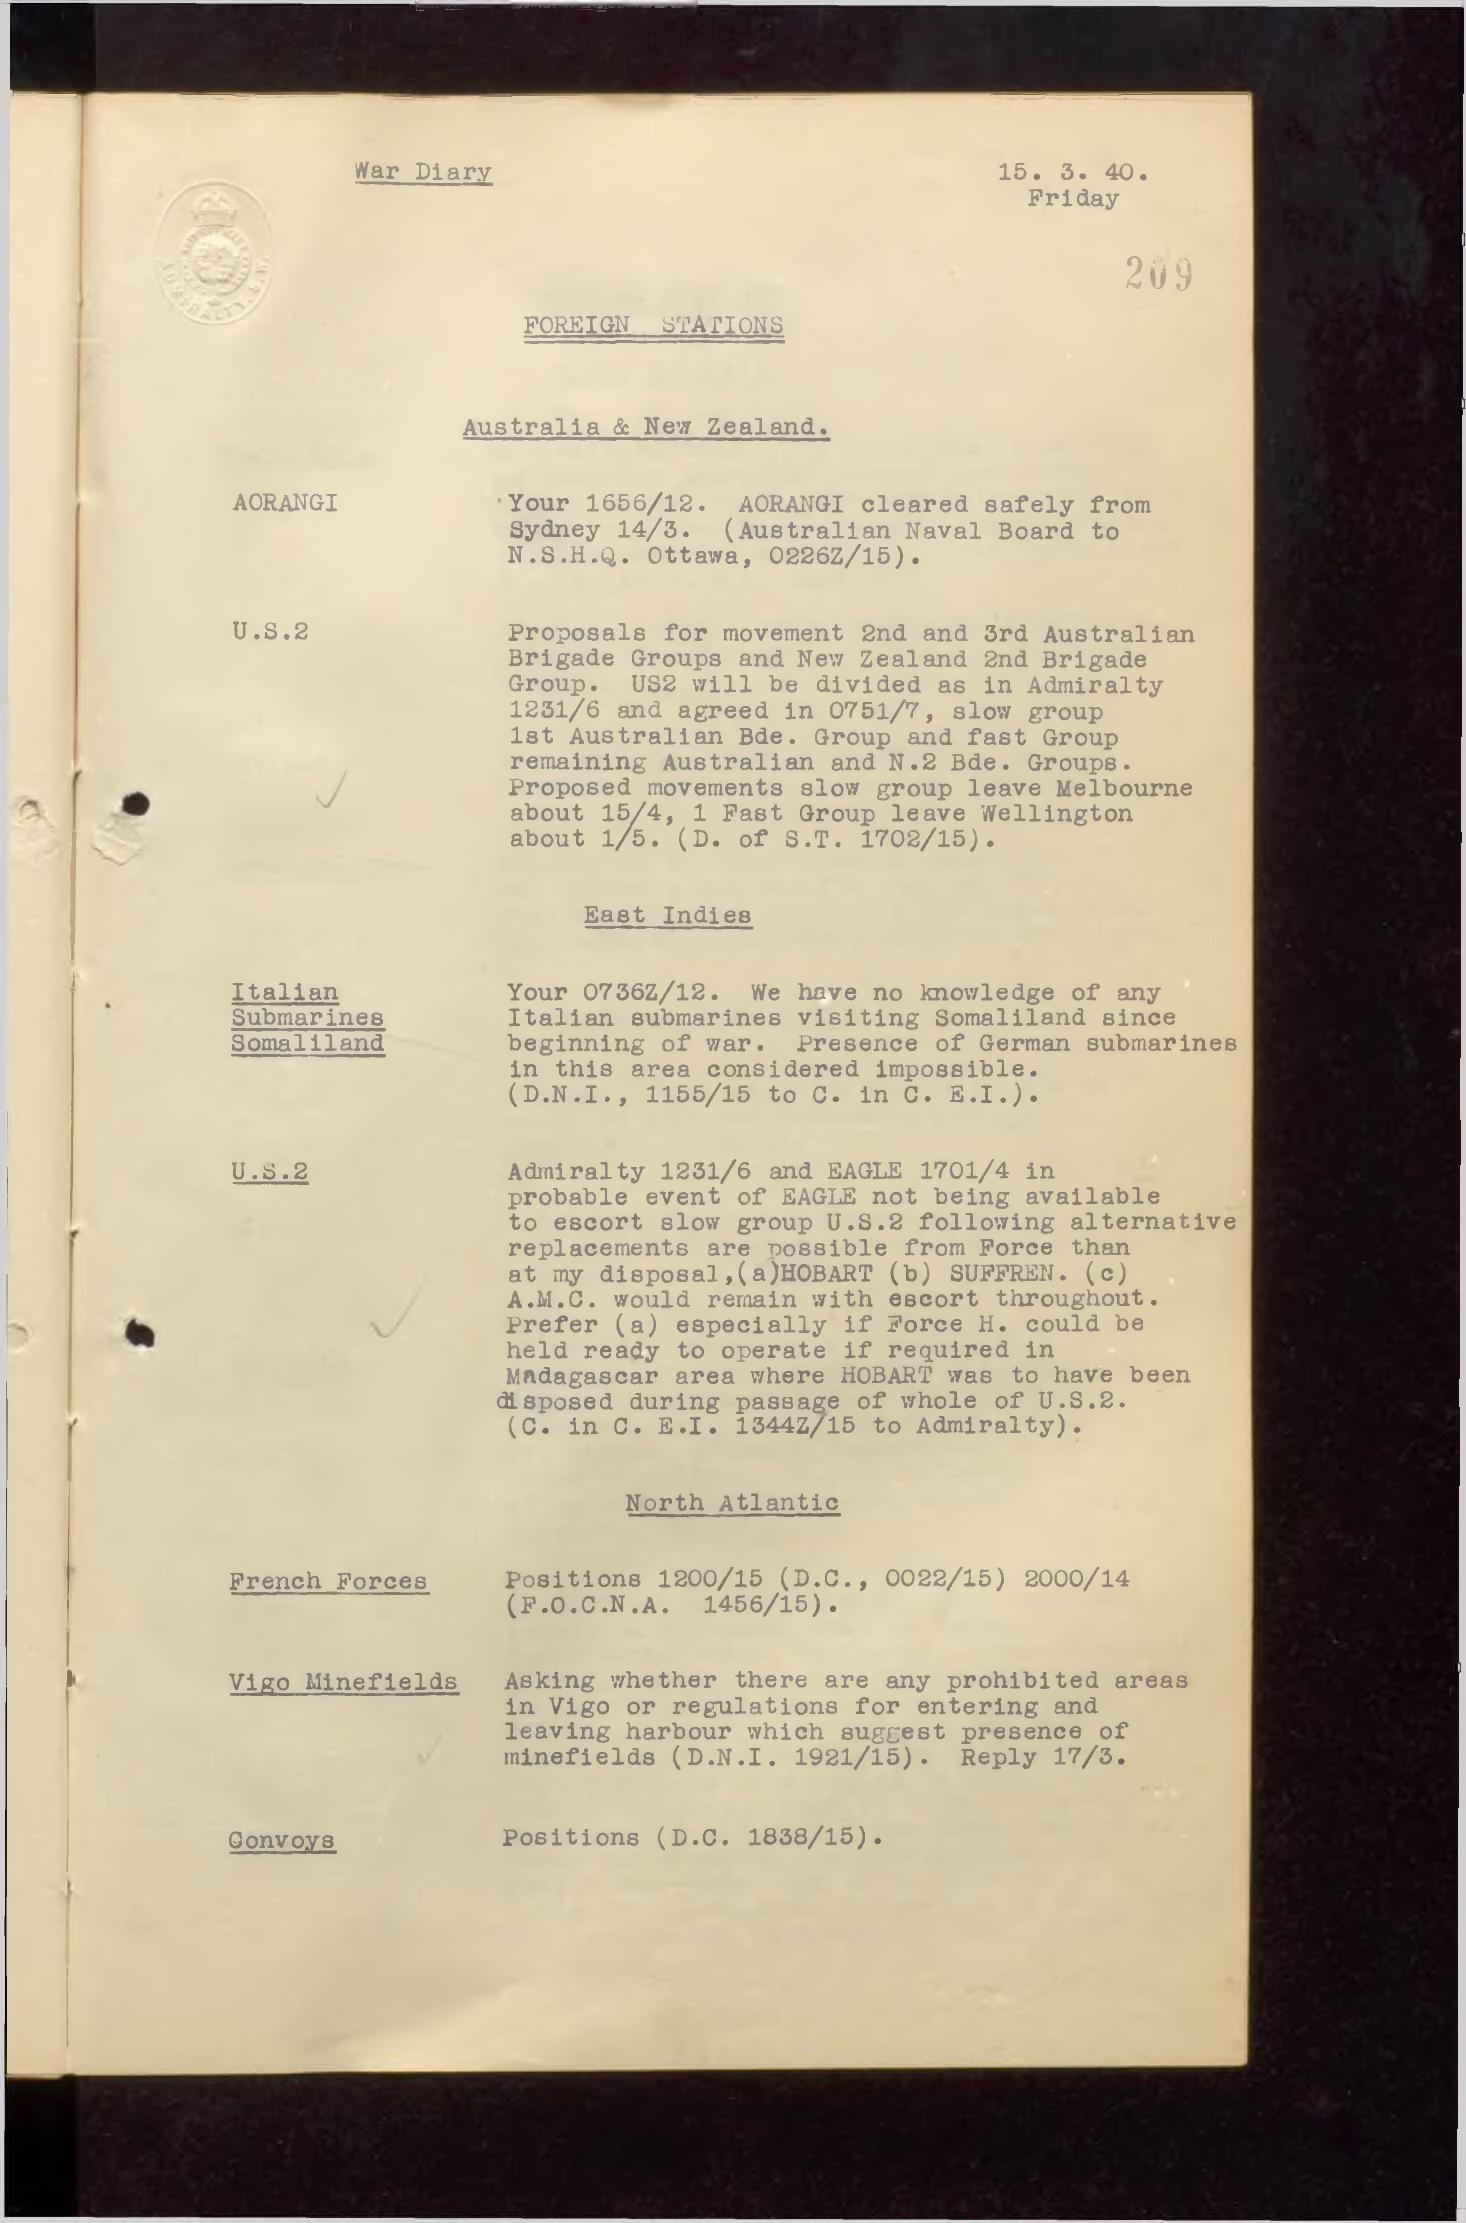 War Diary
15. 3. 40.
Friday
209
FOREIGN STATIONS
Australia & New Zealand.
AORANGI
Your 1656/12. AORANGI cleared safely from
Sydney 14/3. (Australian Naval Board to
N.S.H.Q. Ottawa, 0226Z/15).
U.S.2
Proposals for movement 2nd and 3rd Australian
Brigade Groups and New Zealand 2nd Brigade
Group. US2 will be divided as in Admiralty
1231/6 and agreed in 0751/7, slow group
1st Australian Bde. Group and fast Group
remaining Australian and N.2 Bde. Groups.
Proposed movements slow group leave Melbourne
about 15/4, 1 Fast Group leave Wellington
about 1/5. (D. of S.T. 1702/15).
East Indies
Italian
Submarines
Somaliland
Your 0736Z/12. We have no knowledge of any
Italian submarines visiting Somaliland since
beginning of war. Presence of German submarines
in this area considered impossible.
(D.N.I., 1155/15 to C. in C. E.I.).
U.S.2
Admiralty 1231/6 and EAGLE 1701/4 in
probable event of EAGLE not being available
to escort slow group U.S.2 following alternative
replacements are possible from Force than
at my disposal,(a)HOBART (b) SUFFREN. (c)
A.M.C. would remain with escort throughout.
Prefer (a) especially if Force H. could be
held ready to operate if required in
Madagascar area where HOBART was to have been
disposed during passage of whole of U.S.2.
(C. in C. E.I. 1344Z/15 to Admiralty).
North Atlantic
French Forces
Positions 1200/15 (D.C., 0022/15) 2000/14
(F.O.C.N.A. 1456/15).
Vigo Minefields
Asking whether there are any prohibited areas
in Vigo or regulations for entering and
leaving harbour which suggest presence of
minefields (D.N.I. 1921/15). Reply 17/3.
Convoys
Positions (D.C. 1838/15).